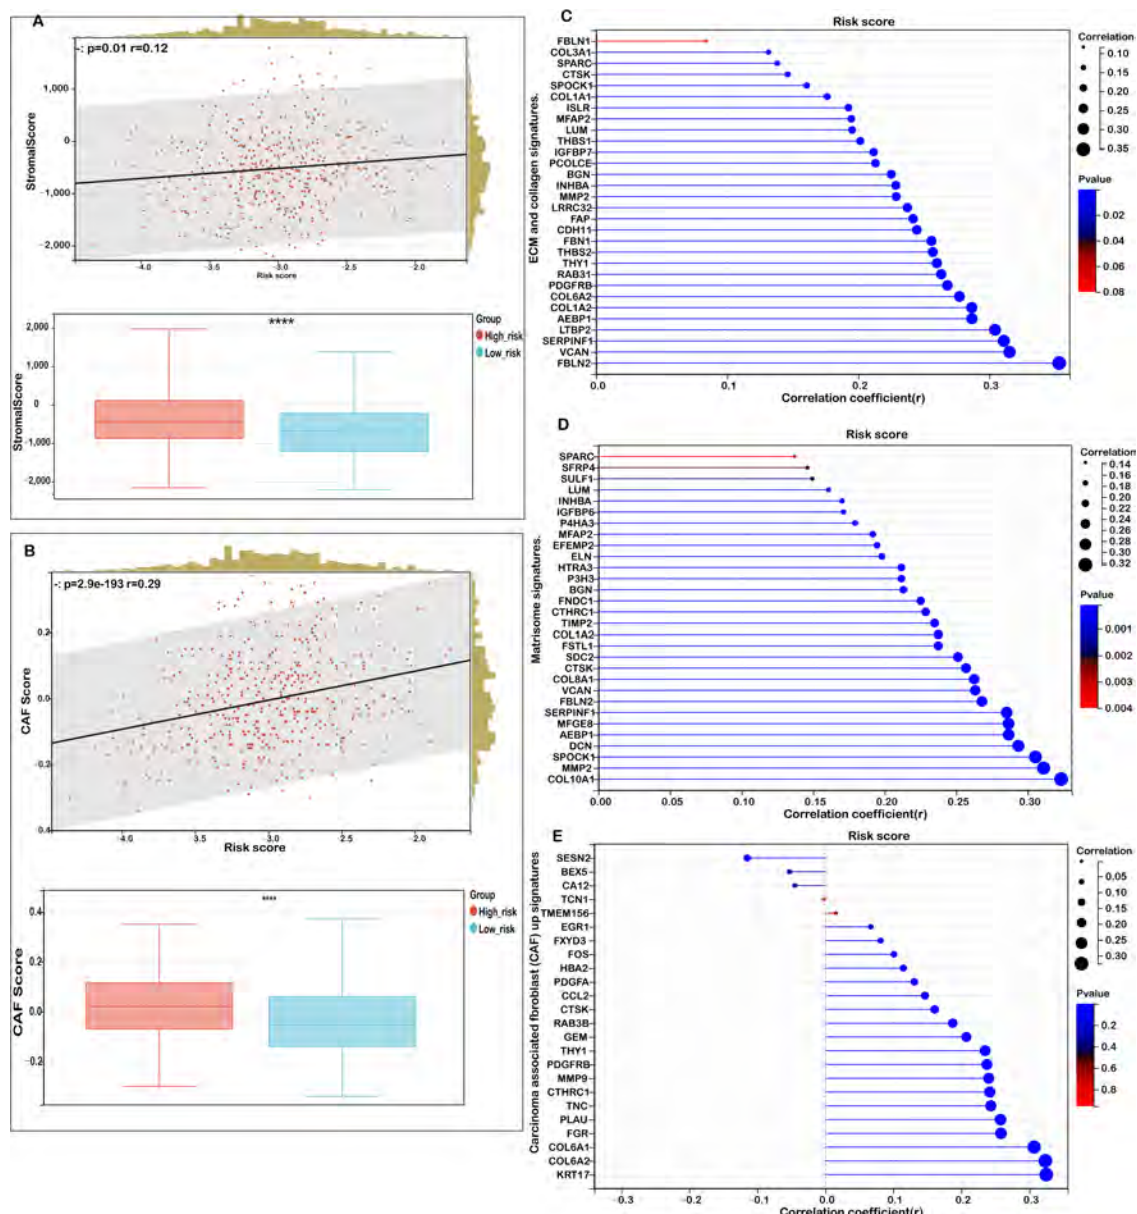 A
-: p=0.01 r=0.12
StromalScore
1,000
0
-1,000
-2,000
-4.0
-3.5
-3.0
-2.5
-2.0
Risk score
****
StromalScore
2,000
1,000
0
-1,000
-2,000
Group
High_risk
Low_risk
B
-: p=2.9e-193 r=0.29
CAF Score
0.2
0.0
-0.2
0.4
-4.0
-3.5
-3.0
-2.5
-2.0
Risk score
****
CAF Score
0.4
0.2
0.0
-0.2
Group
High_risk
Low_risk
C
Risk score
ECM and collagen signatures.
FBLN1
COL3A1
SPARC
CTSK
SPOCK1
COL1A1
ISLR
MFAP2
LUM
THBS1
IGFBP7
PCOLCE
BGN
INHBA
MMP2
LRRC32
FAP
CDH11
FBN1
THBS2
THY1
RAB31
PDGFRB
COL6A2
COL1A2
AEBP1
LTBP2
SERPINF1
VCAN
FBLN2
0.0
0.1
0.2
0.3
Correlation coefficient(r)
Correlation
0.10
0.15
0.20
0.25
0.30
0.35
Pvalue
0.02
0.04
0.06
0.08
D
Risk score
Matrisome signatures.
SPARC
SFRP4
SULF1
LUM
INHBA
IGFBP6
P4HA3
MFAP2
EFEMP2
ELN
HTRA3
P3H3
BGN
FNDC1
CTHRC1
TIMP2
COL1A2
FSTL1
SDC2
CTSK
COL8A1
VCAN
FBLN2
SERPINF1
MFGE8
AEBP1
DCN
SPOCK1
MMP2
COL10A1
0.00
0.05
0.10
0.15
0.20
0.25
0.30
Correlation coefficient(r)
Correlation
0.14
0.16
0.18
0.20
0.22
0.24
0.26
0.28
0.30
0.32
Pvalue
0.001
0.002
0.003
0.004
E
Risk score
Carcinoma associated foroblast (CAF) up signatures
SESN2
BEX5
CA12
TCN1
TMEM156
EGR1
FXYD3
FOS
HBA2
PDGFA
CCL2
CTSK
RAB3B
GEM
THY1
PDGFRB
MMP9
CTHRC1
TNC
PLAU
FGR
COL6A1
COL6A2
KRT17
-0.3
-0.2
-0.1
0.0
0.1
0.2
0.3
Correlation coefficient(r)
Correlation
0.05
0.10
0.15
0.20
0.25
0.30
Pvalue
0.2
0.4
0.6
0.8